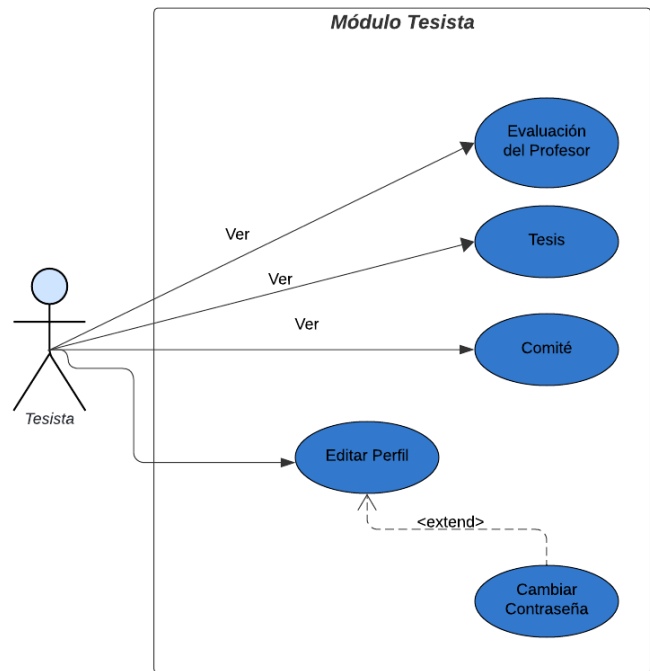 Módulo Tesista
Evaluación
del Profesor
Ver
Tesis
Ver
Ver
Comité
Tesista
Editar Perfil
<extend>
Cambiar
Contraseña